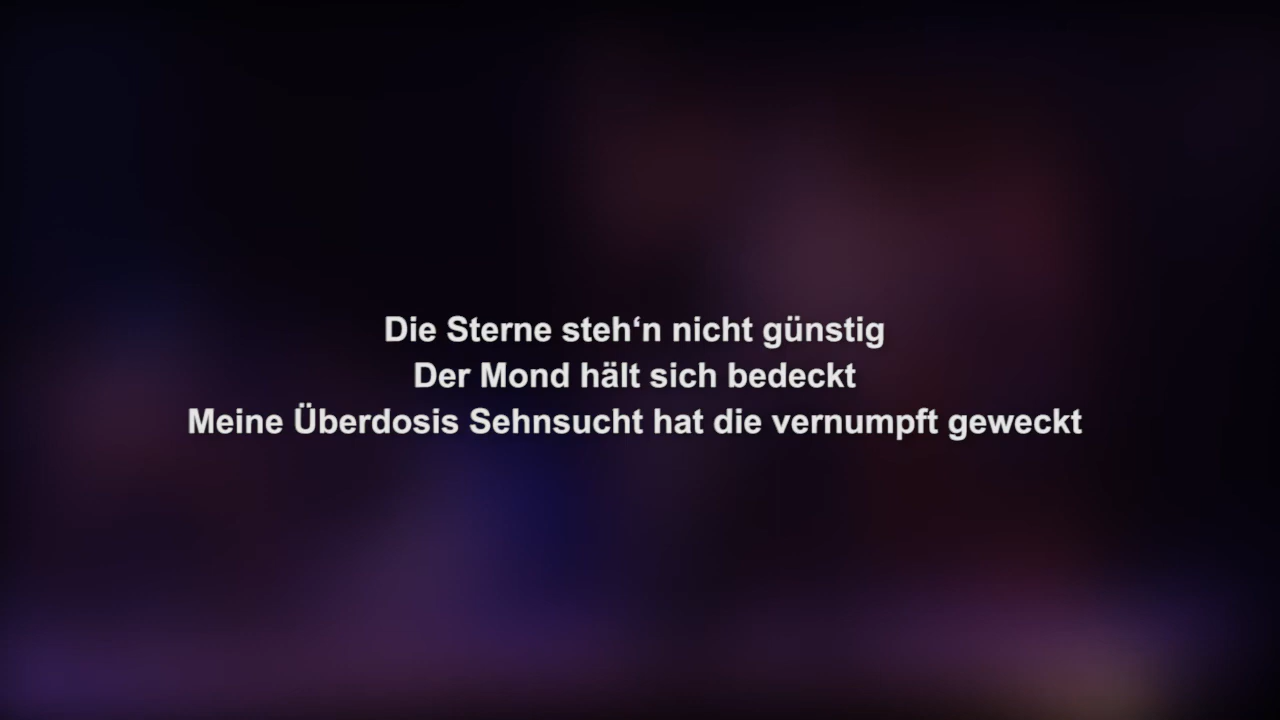 Die Sterne steh‘n nicht günstig
Der Mond hält sich bedeckt
Meine Überdosis Sehnsucht hat die vernumpft geweckt